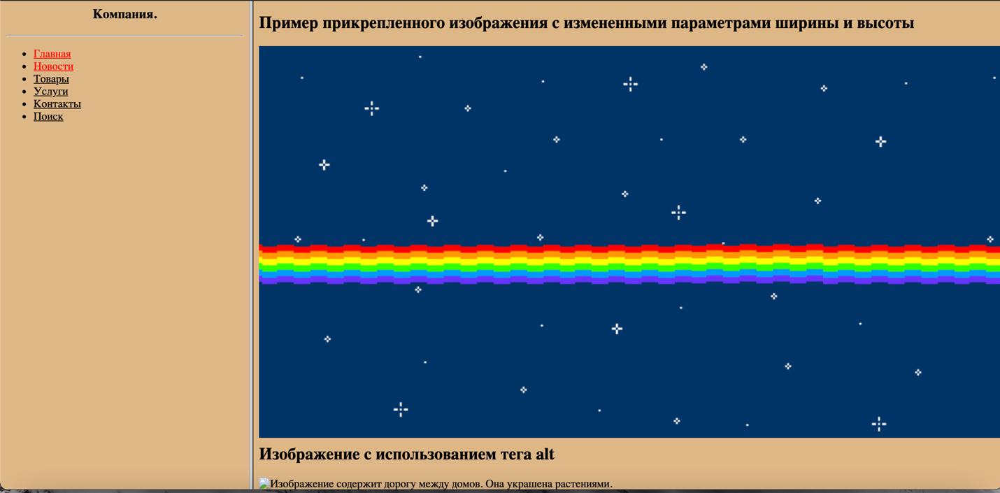 Компания.
Главная
Новости
Товары
Услуги
Контакты
Поиск
Пример прикрепленного изображения с измененными параметрами ширины и высоты
Изображение с использованием тега alt
Изображение содержит дорогу между домов. Она украшена растениями.